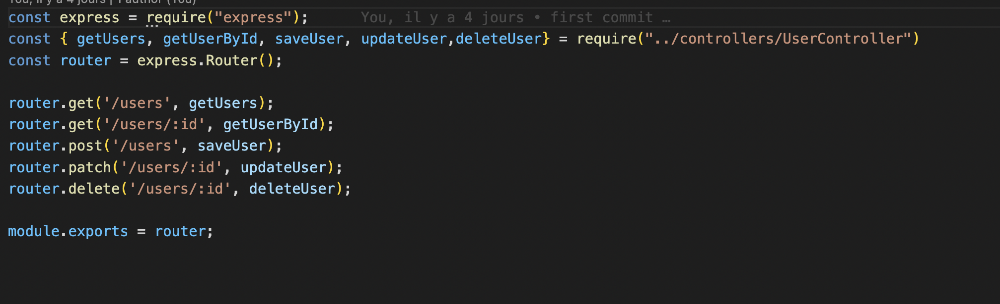 You, il y a 4 jours | 1 author (You)
const express = require("express"); You, il y a 4 jours • first commit …
const { getUsers, getUserById, saveUser, updateUser,deleteUser} = require("../controllers/UserController")
const router = express.Router();
router.get('/users', getUsers);
router.get('/users/:id', getUserById);
router.post('/users', saveUser);
router.patch('/users/:id', updateUser);
router.delete('/users/:id', deleteUser);
module.exports = router;